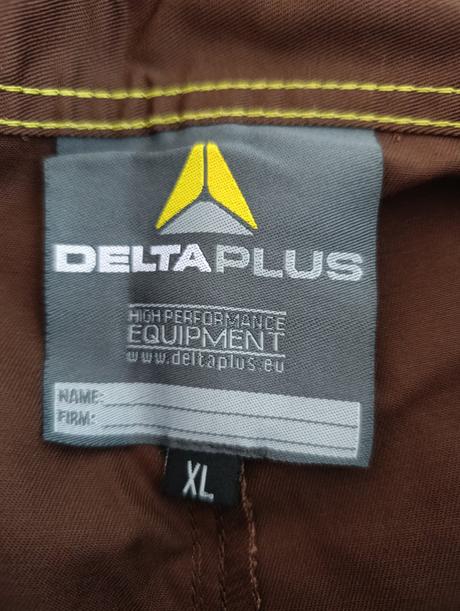 DELTAPLUS
HIGH PERFORMANCE
EQUIPMENT
www.deltaplus.eu
NAME:
FIRM:
XL